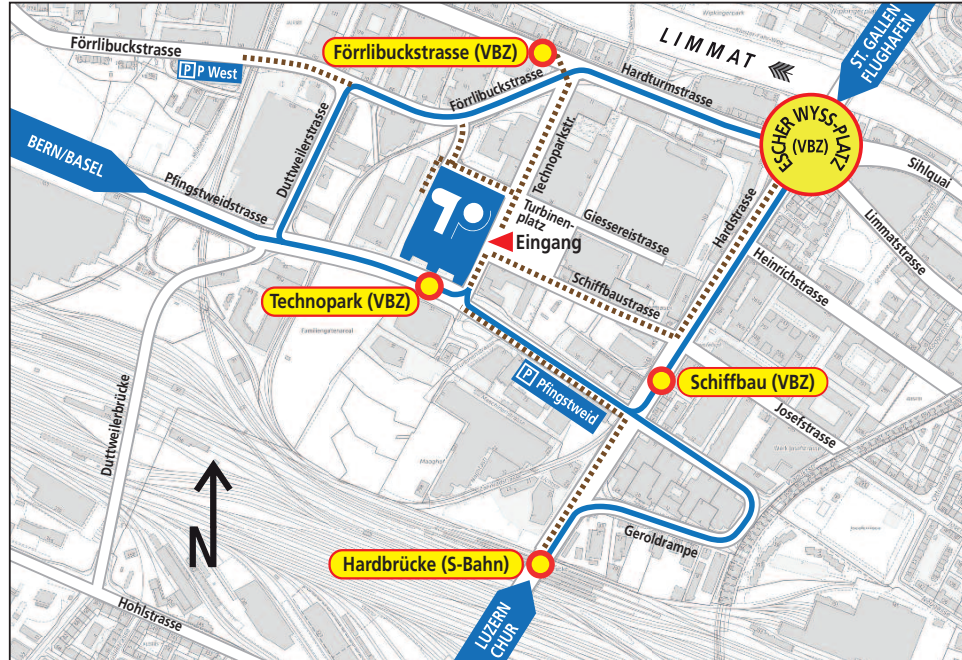 Förrlibuckstrasse
P P West
Förrlibuckstrasse (VBZ)
LIMMAT
ST. GALLEN
FLUGHAFEN
Förrlibuckstrasse
Hardturmstrasse
ESCHER WYSS-PLATZ
(VBZ)
Sihlquai
Limmatstrasse
BERN/BASEL
Pfingstweidstrasse
Duttweilerstrasse
Technoparkstr.
TP
Turbinen-
platz
Eingang
Giessereistrasse
Hardstrasse
Heinrichstrasse
Schiffbaustrasse
Technopark (VBZ)
P Pfingstweid
Schiffbau (VBZ)
Josefstrasse
Duttweilerbrücke
N
Geroldrampe
Hardbrücke (S-Bahn)
Hohlstrasse
LUZERN
CHUR